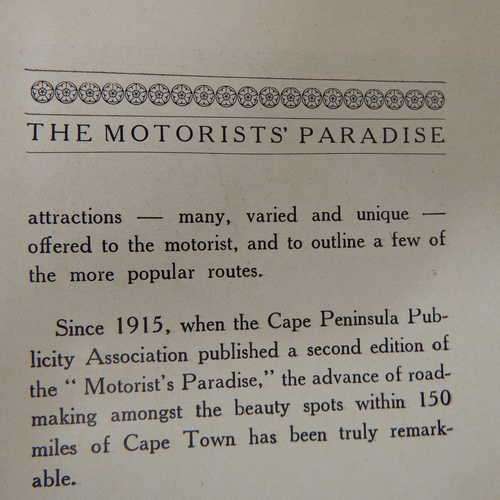 THE MOTORISTS' PARADISE
attractions — many, varied and unique —
offered to the motorist, and to outline a few of
the more popular routes.
Since 1915, when the Cape Peninsula Pub-
licity Association published a second edition of
the " Motorist's Paradise," the advance of road-
making amongst the beauty spots within 150
miles of Cape Town has been truly remark-
able.